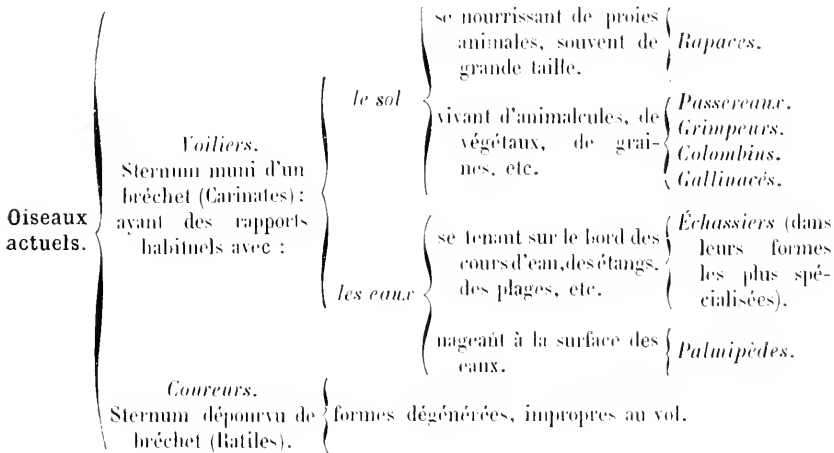 Oiseaux
actuels.
Voiliers.
Sternum muni d'un
bréchet (Carinates) :
ayant des rapports
habituels avec :
le sol
se nourrissant de proies
animales, souvent de
grande taille.
Rapaces.
vivant d'animalcules, de
végétaux, de grai-
nes, etc.
Passereaux.
Grimpeurs.
Colombins.
Gallinacés.
les eaux
se tenant sur le bord des
cours d'eau, des étangs,
des plages, etc.
Échassiers (dans
leurs formes
les plus spé-
cialisées).
nageant à la surface des
eaux.
Palmipèdes.
Coureurs.
Sternum dépourvu de
bréchet (Ratites).
formes dégénérées, impropres au vol.